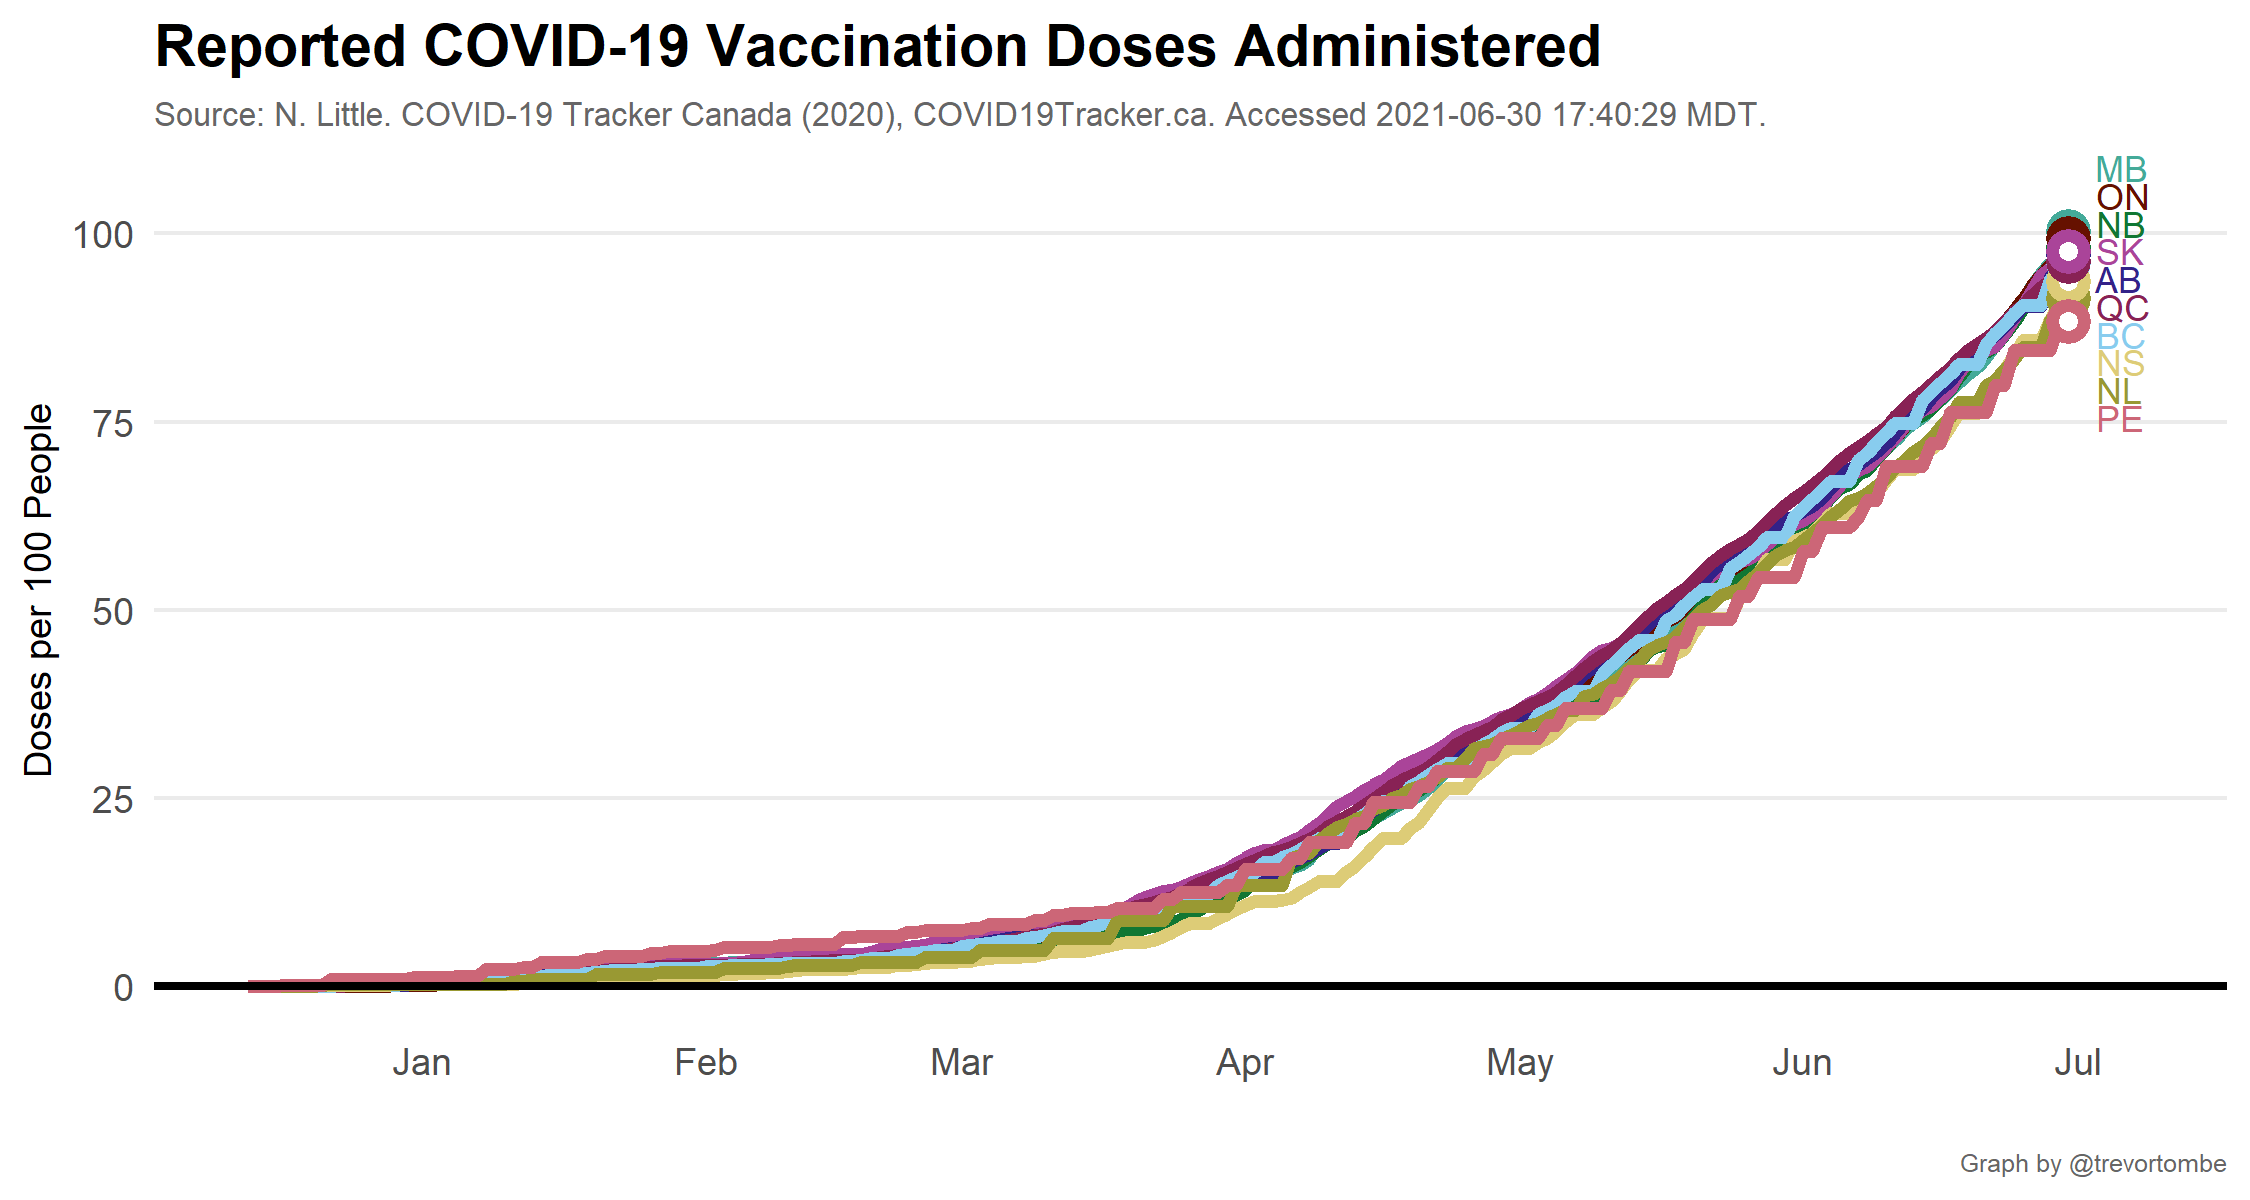 Reported COVID-19 Vaccination Doses Administered
Source: N. Little. COVID-19 Tracker Canada (2020), COVID19Tracker.ca. Accessed 2021-06-30 17:40:29 MDT.
Doses per 100 People
100
75
50
25
0
MB
ON
NB
SK
AB
QC
BC
NS
NL
PE
Jan Feb Mar Apr May Jun Jul
Graph by @trevortombe